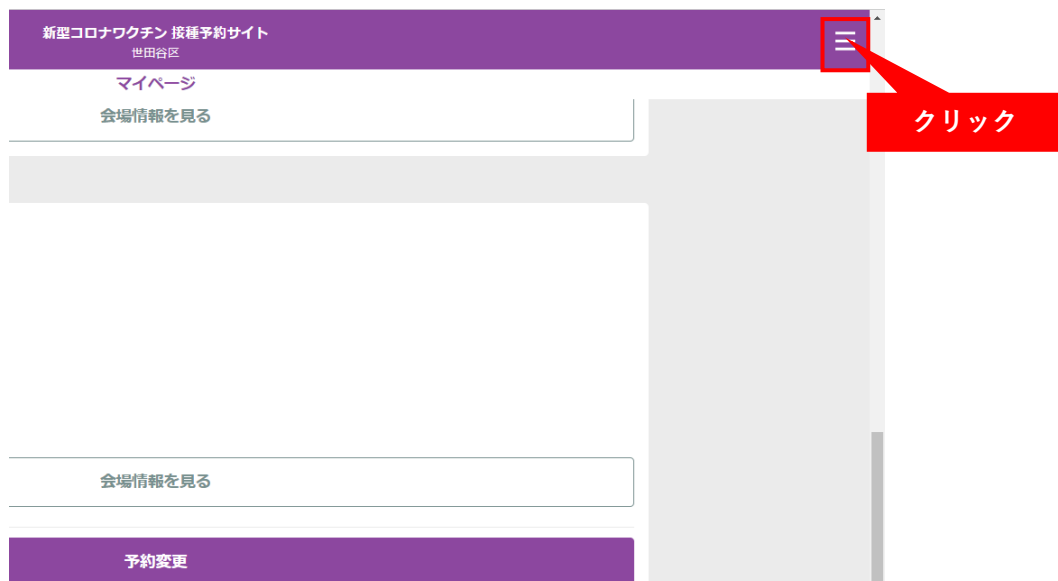 新型コロナワクチン 接種予約サイト
世田谷区
マイページ
会場情報を見る
クリック
会場情報を見る
予約変更